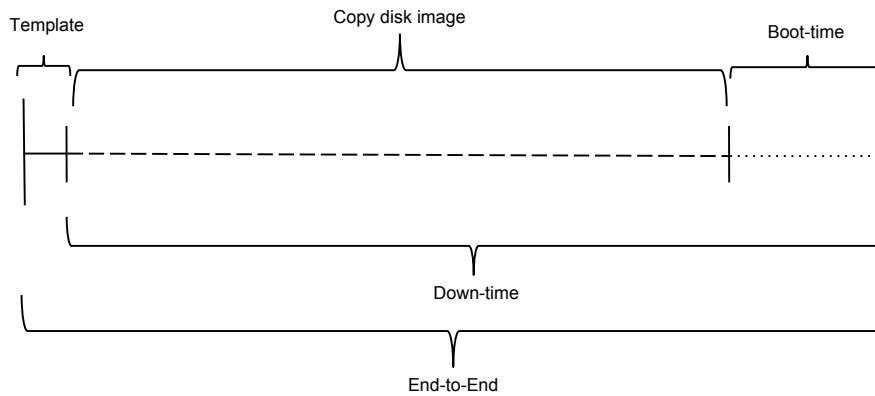 Template
Copy disk image
Boot-time
Down-time
End-to-End